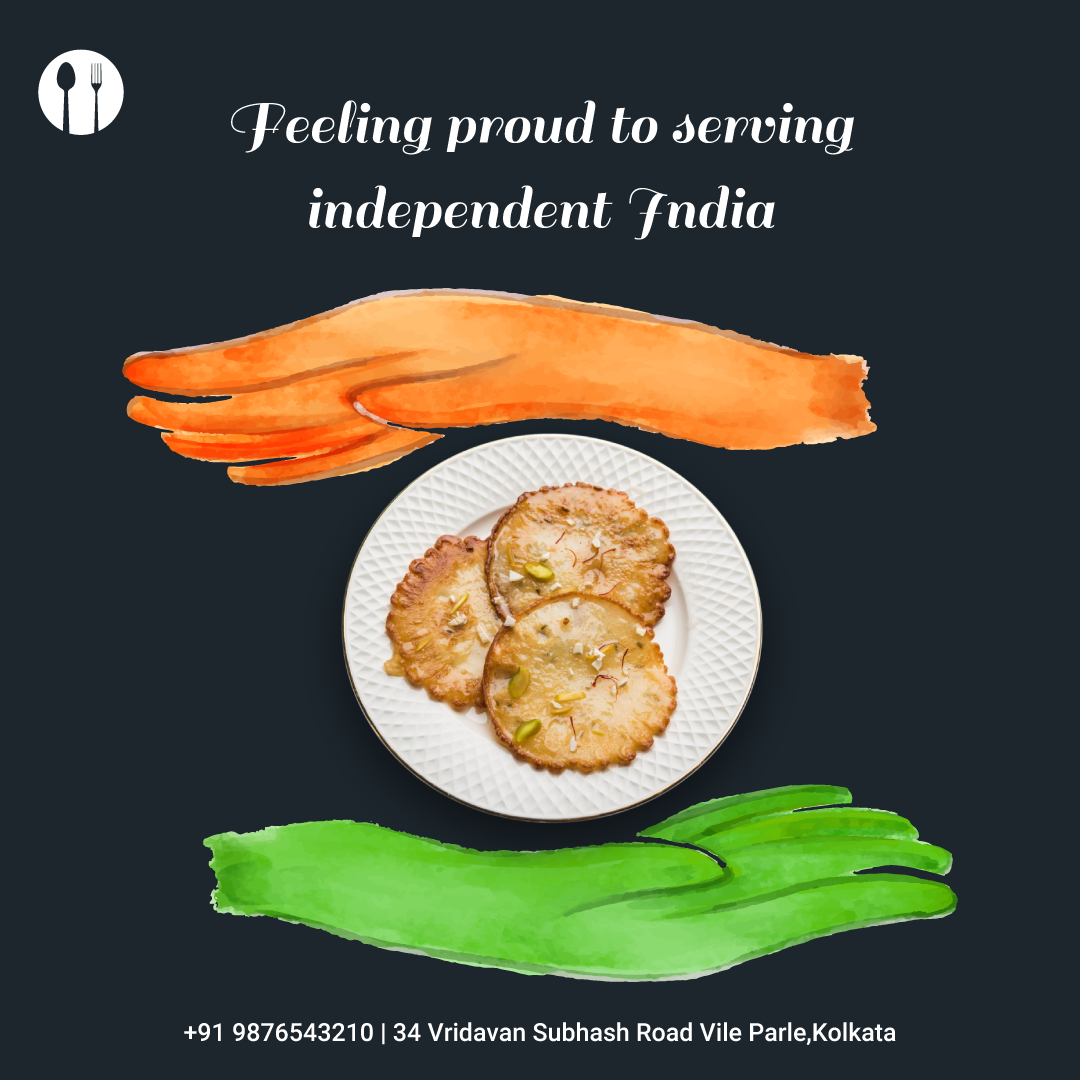 Feeling proud to serving
independent India
+91 9876543210 | 34 Vridavan Subhash Road Vile Parle,Kolkata